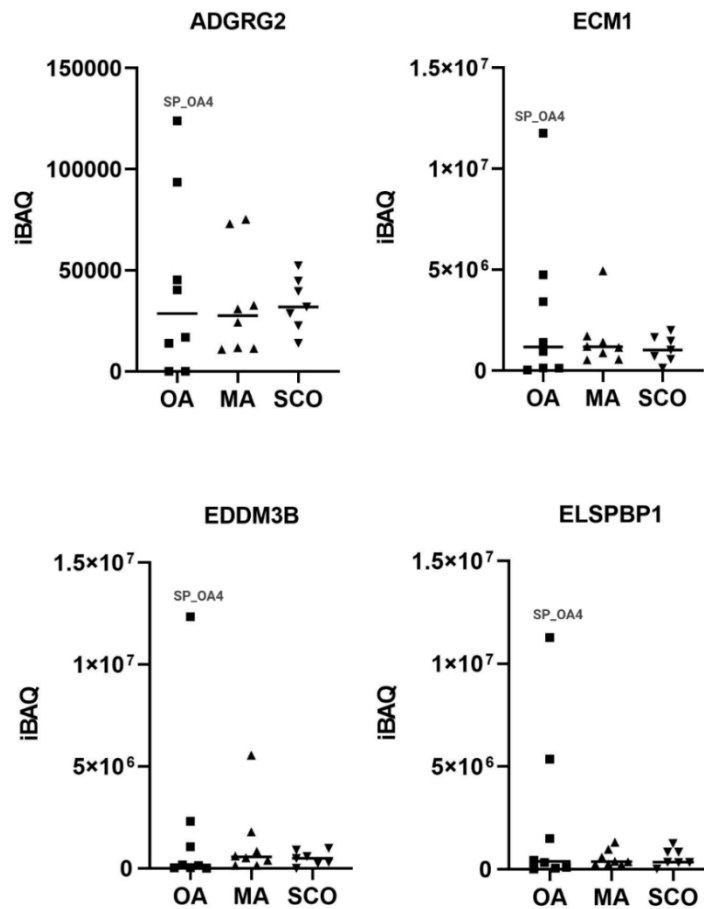 ADGRG2
150000
100000
50000
0
iBAQ
SP_OA4
OA MA SCO
ECM1
1.5×10⁷
1×10⁷
5×10⁶
0
iBAQ
SP_OA4
OA MA SCO
EDDM3B
1.5×10⁷
1×10⁷
5×10⁶
0
iBAQ
SP_OA4
OA MA SCO
ELSPBP1
1.5×10⁷
1×10⁷
5×10⁶
0
iBAQ
SP_OA4
OA MA SCO